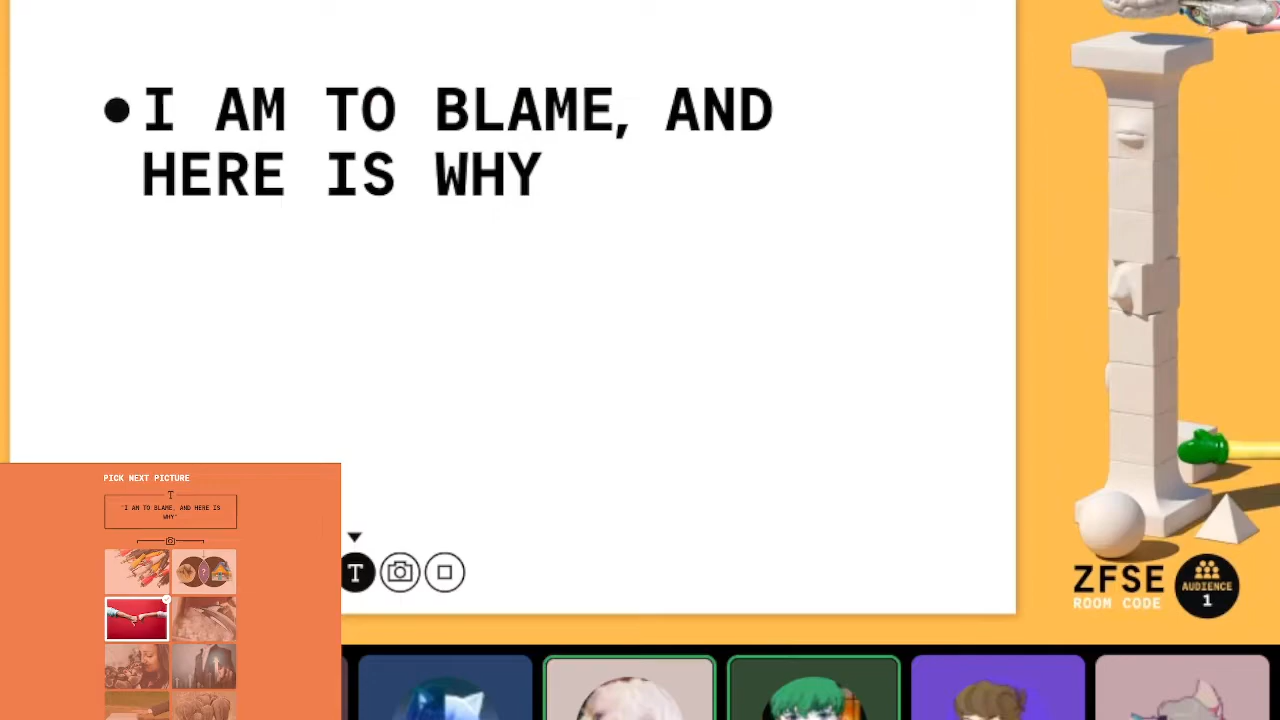 I AM TO BLAME, AND
HERE IS WHY
PICK NEXT PICTURE
T
"I AM TO BLAME, AND HERE IS
WHY"
?
T
ZFSE
ROOM CODE
AUDIENCE
1